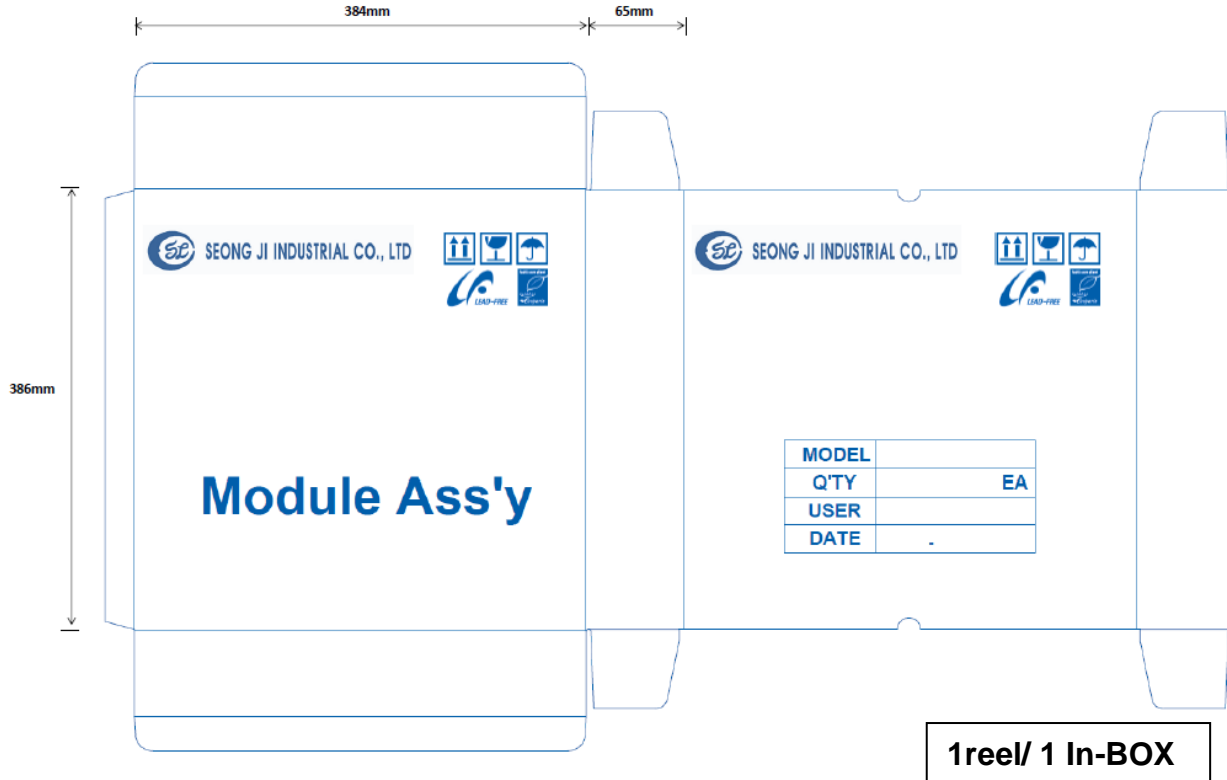 384mm
65mm
SEONG JI INDUSTRIAL CO., LTD
LEAD-FREE
SEONG JI INDUSTRIAL CO., LTD
LEAD-FREE
386mm
Module Ass'y
MODEL
Q'TY EA
USER
DATE .
1reel/ 1 In-BOX